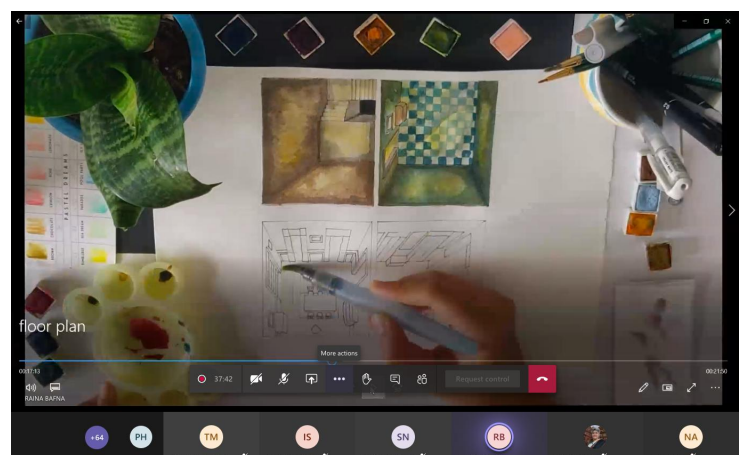 PASTEL DREAMS
floor plan
More actions
00:11:13
00:21:50
37:42
Request control
RAINA BAFNA
+64
PH
TM
IS
SN
RB
NA